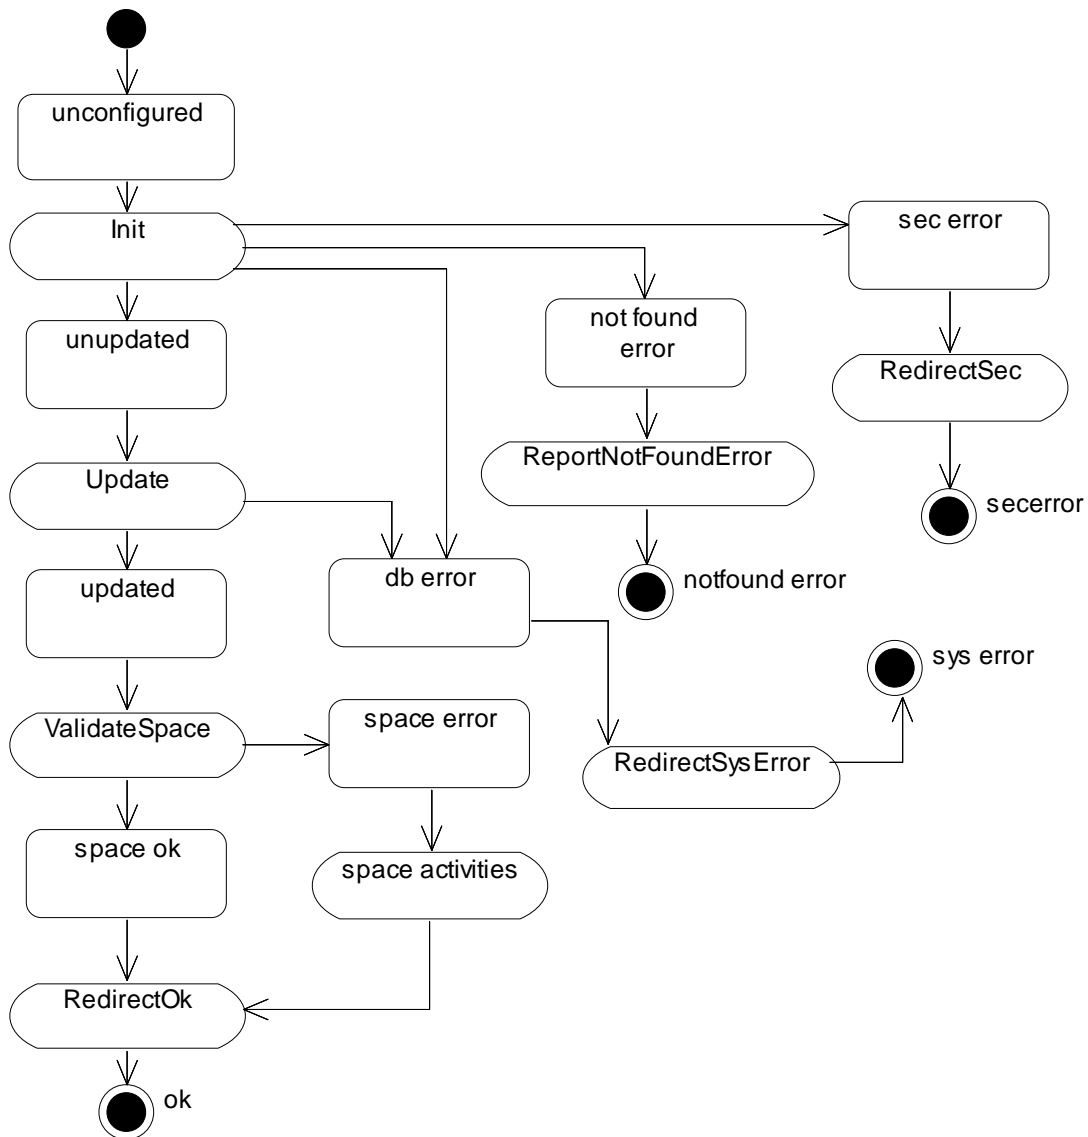 unconfigured
Init
sec error
not found
error
unupdated
RedirectSec
ReportNotFoundError
Update
secerror
db error
updated
notfound error
sys error
space error
ValidateSpace
RedirectSysError
space ok
space activities
RedirectOk
ok